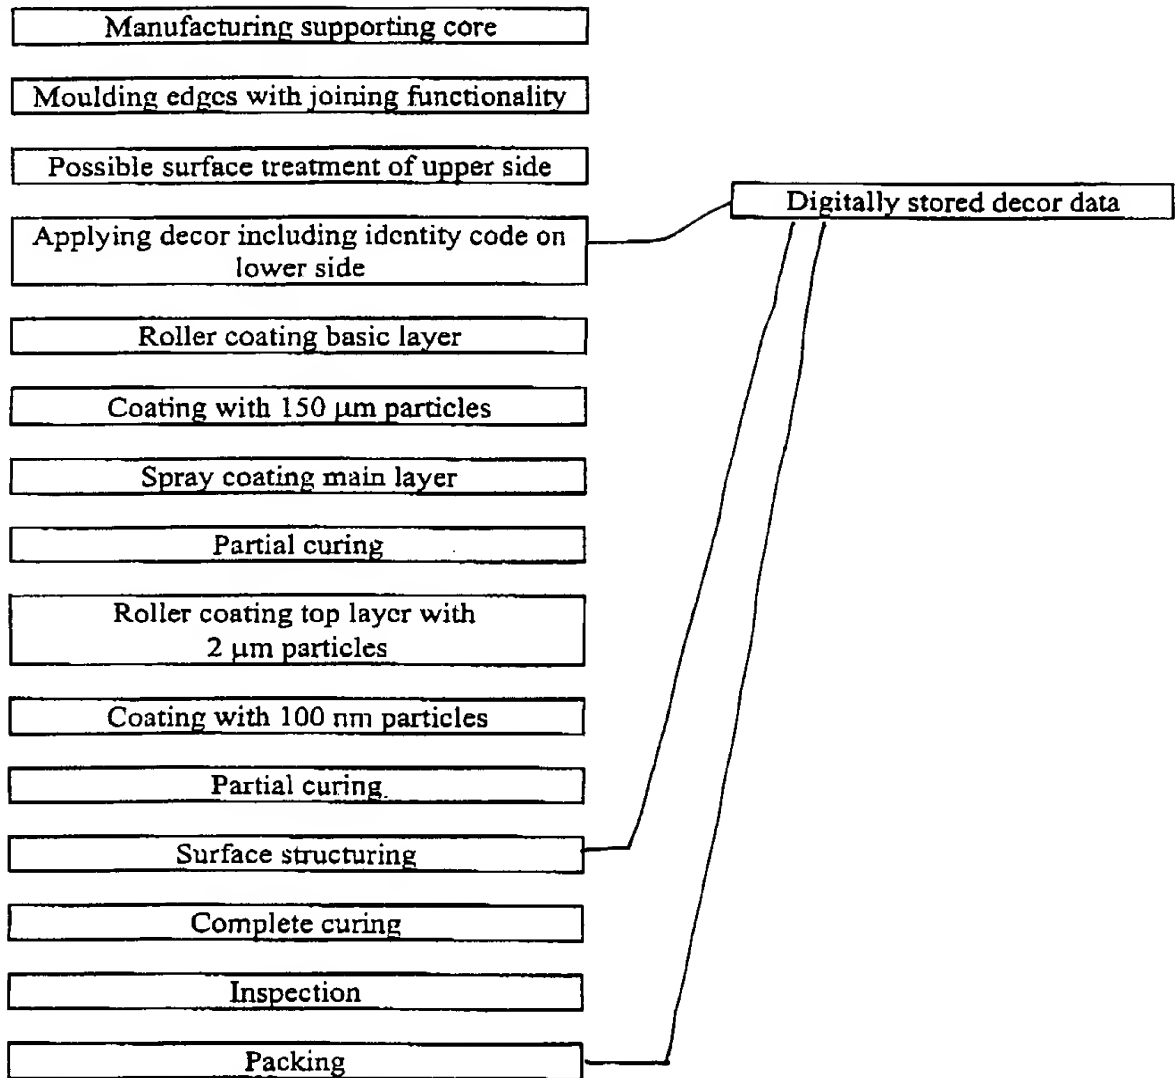 Manufacturing supporting core
Moulding edges with joining functionality
Possible surface treatment of upper side
Digitally stored decor data
Applying decor including identity code on
lower side
Roller coating basic layer
Coating with 150 µm particles
Spray coating main layer
Partial curing
Roller coating top layer with
2 µm particles
Coating with 100 nm particles
Partial curing
Surface structuring
Complete curing
Inspection
Packing